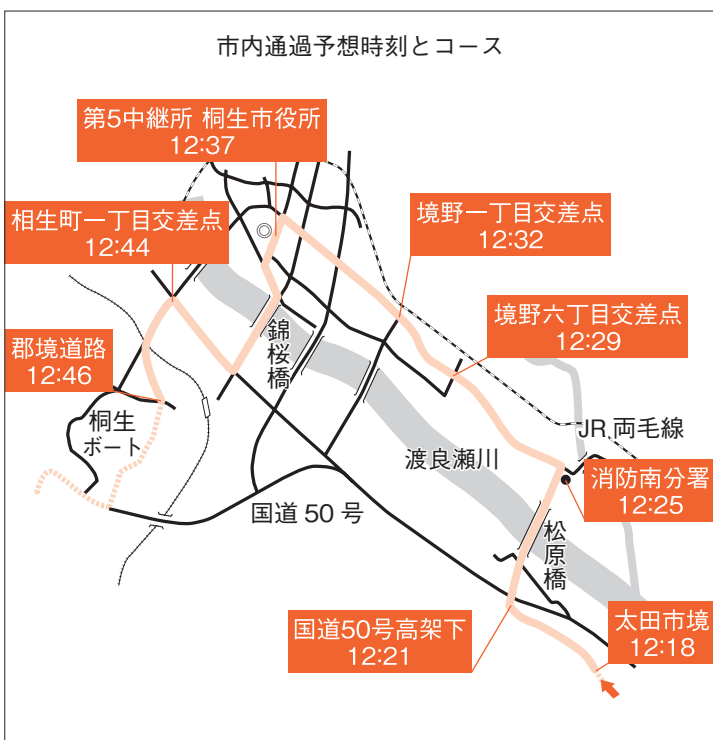 市内通過予想時刻とコース
第5中継所 桐生市役所
12:37
相生町一丁目交差点
12:44
境野一丁目交差点
12:32
境野六丁目交差点
12:29
郡境道路
12:46
錦桜橋
桐生
ボート
JR 両毛線
渡良瀬川
消防南分署
12:25
国道 50 号
松原橋
国道50号高架下
12:21
太田市境
12:18